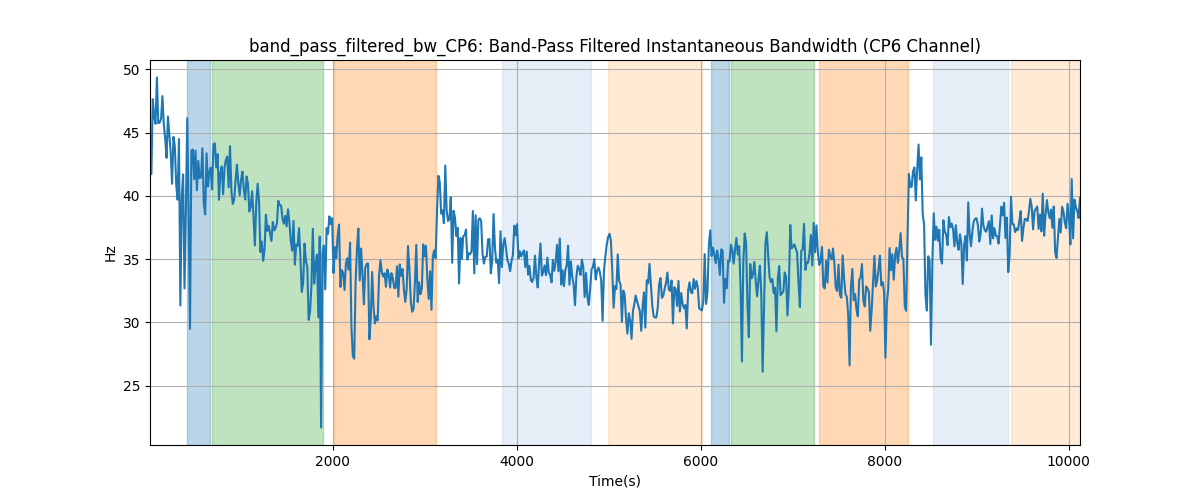 band_pass_filtered_bw_CP6: Band-Pass Filtered Instantaneous Bandwidth (CP6 Channel)
50
45
40
35
30
25
Hz
2000 4000 6000 8000 10000
Time(s)